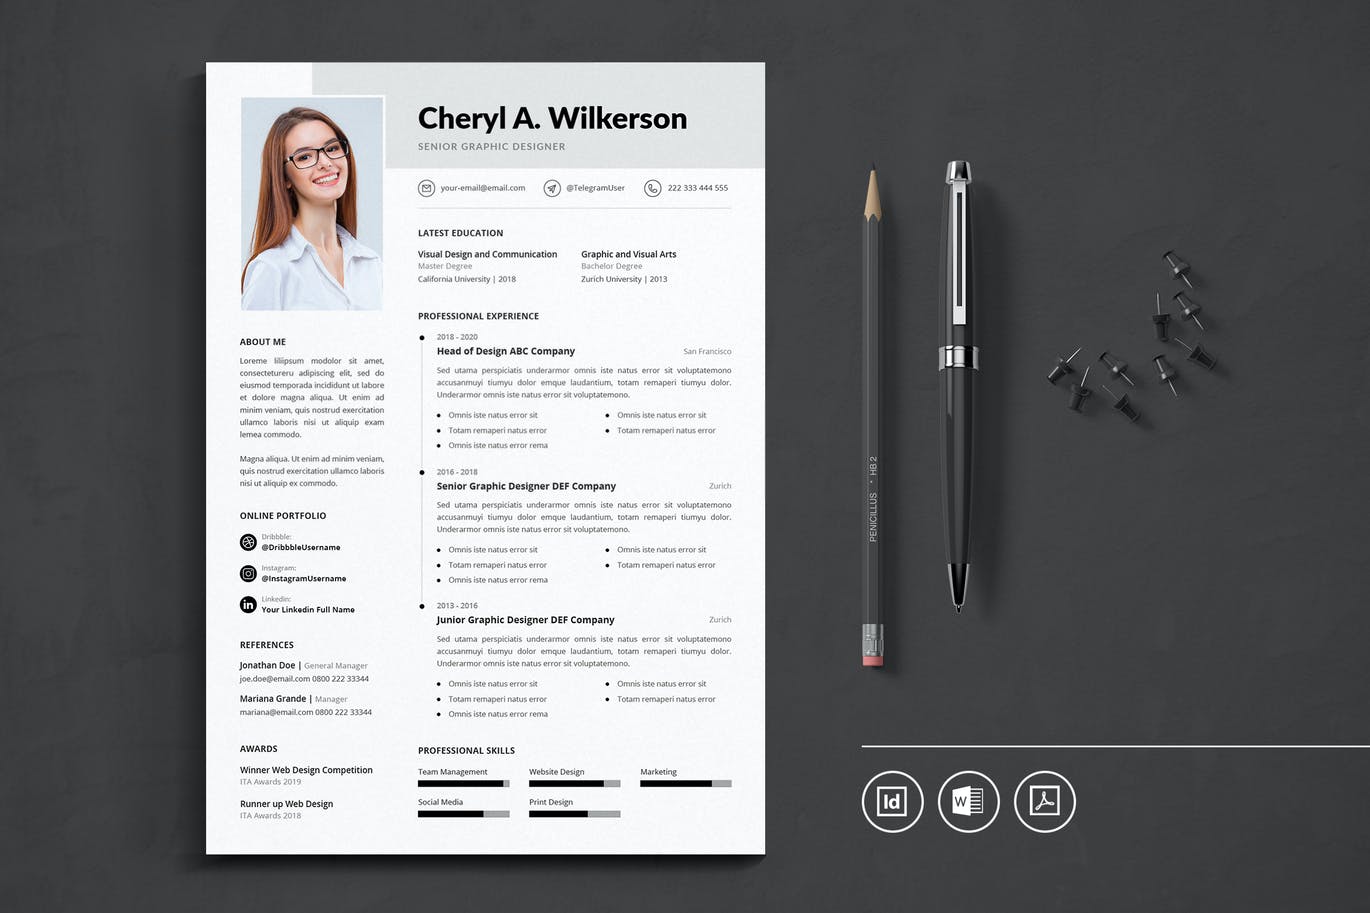 Cheryl A. Wilkerson
SENIOR GRAPHIC DESIGNER
your-email@email.com
@TelegramUser
222 333 444 555
LATEST EDUCATION
Visual Design and Communication
Master Degree
California University | 2018
Graphic and Visual Arts
Bachelor Degree
Zurich University | 2013
PROFESSIONAL EXPERIENCE
2018 - 2020
Head of Design ABC Company
San Francisco
Sed utama perspiciatis underarmor omnis iste natus error sit voluptatemono
accusanmuyi tiumyu dolor emque laudantium, totam remaperi tiumyu dolor.
Underarmor omnis iste natus error sit voluptatemono.
Omnis iste natus error sit
Totam remaperi natus error
Omnis iste natus error rema
Omnis iste natus error sit
Totam remaperi natus error
2016 - 2018
Senior Graphic Designer DEF Company
Zurich
Sed utama perspiciatis underarmor omnis iste natus error sit voluptatemono
accusanmuyi tiumyu dolor emque laudantium, totam remaperi tiumyu dolor.
Underarmor omnis iste natus error sit voluptatemono.
Omnis iste natus error sit
Totam remaperi natus error
Omnis iste natus error rema
Omnis iste natus error sit
Totam remaperi natus error
2013 - 2016
Junior Graphic Designer DEF Company
Zurich
Sed utama perspiciatis underarmor omnis iste natus error sit voluptatemono
accusanmuyi tiumyu dolor emque laudantium, totam remaperi tiumyu dolor.
Underarmor omnis iste natus error sit voluptatemono.
Omnis iste natus error sit
Totam remaperi natus error
Omnis iste natus error rema
Omnis iste natus error sit
Totam remaperi natus error
PROFESSIONAL SKILLS
Team Management
Website Design
Marketing
Social Media
Print Design
ABOUT ME
Loreme liliipsum modolor sit amet,
consectetureru adipiscing elit, sed do
eiusmod temporada incididunt ut labore
et dolore magna aliqua. Ut enim ad
minim veniam, quis nostrud exercitation
ullamco laboris nisi ut aliquip exam
lemea commodo.
Magna aliqua. Ut enim ad minim veniam,
quis nostrud exercitation ullamco laboris
nisi ut aliquip ex commodo.
ONLINE PORTFOLIO
Dribbble:
@DribbbleUsername
Instagram:
@InstagramUsername
Linkedin:
Your Linkedin Full Name
REFERENCES
Jonathan Doe | General Manager
joe.doe@email.com 0800 222 33344
Mariana Grande | Manager
mariana@email.com 0800 222 33344
AWARDS
Winner Web Design Competition
ITA Awards 2019
Runner up Web Design
ITA Awards 2018
PENICILLUS * HB 2
Id
W